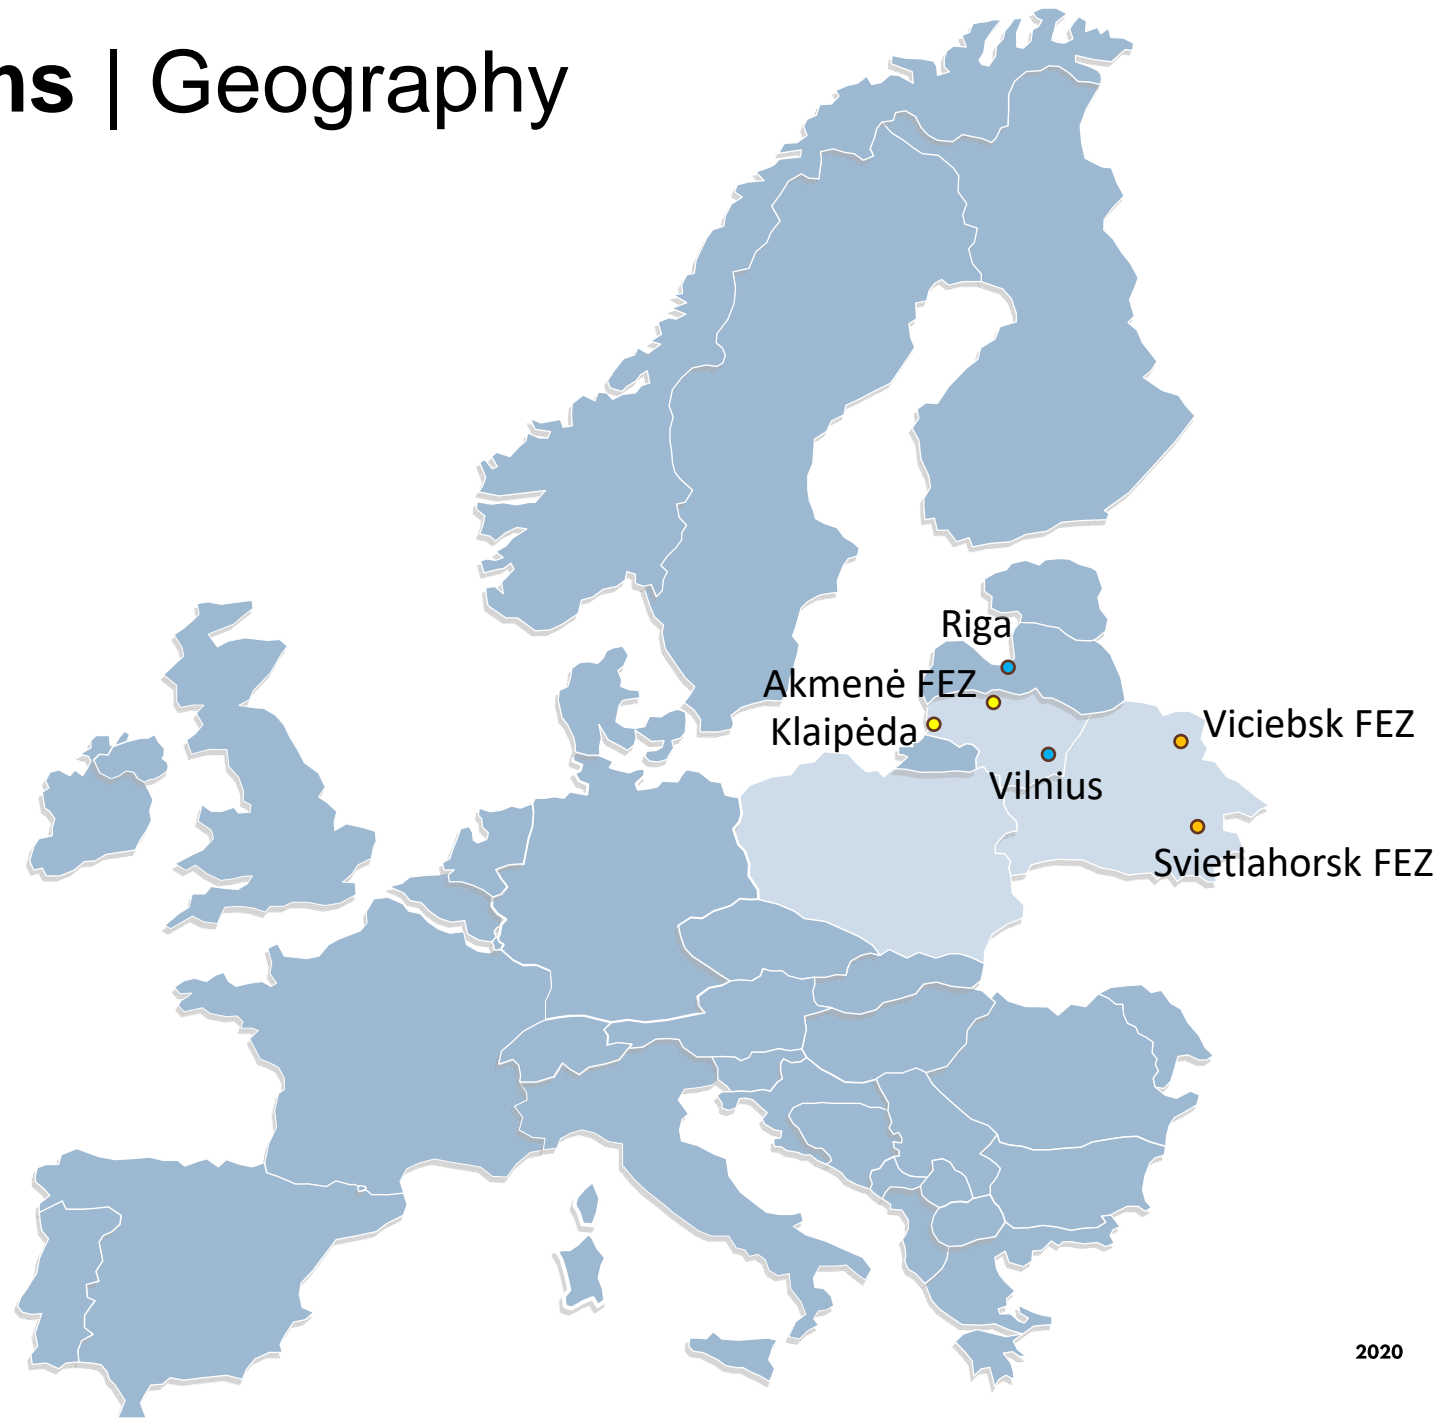 ns | Geography
Riga
Akmenė FEZ
Klaipėda
Viciebsk FEZ
Vilnius
Svietlahorsk FEZ
2020